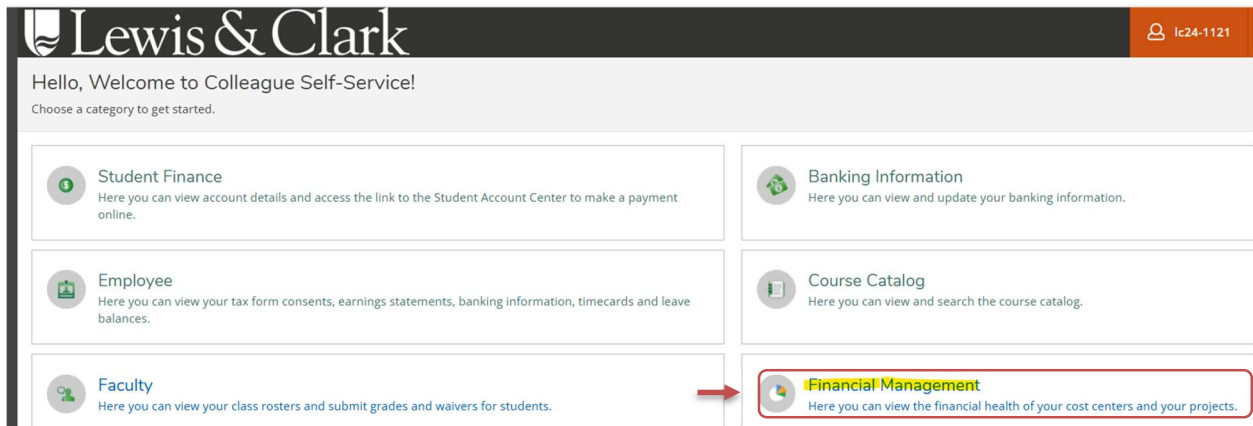 Lewis & Clark
lc24-1121
Hello, Welcome to Colleague Self-Service!
Choose a category to get started.
Student Finance
Here you can view account details and access the link to the Student Account Center to make a payment
online.
Banking Information
Here you can view and update your banking information.
Employee
Here you can view your tax form consents, earnings statements, banking information, timecards and leave
balances.
Course Catalog
Here you can view and search the course catalog.
Faculty
Here you can view your class rosters and submit grades and waivers for students.
Financial Management
Here you can view the financial health of your cost centers and your projects.